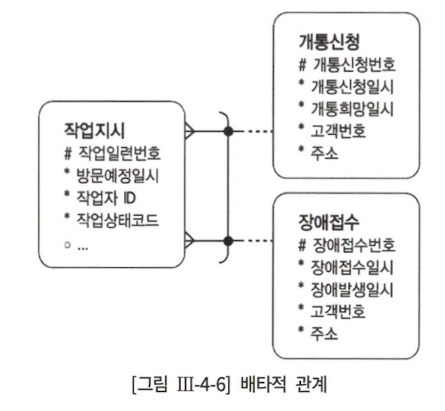 개통신청
# 개통신청번호
* 개통신청일시
* 개통희망일시
* 고객번호
* 주소
작업지시
# 작업일련번호
* 방문예정일시
* 작업자 ID
* 작업상태코드
○ ...
장애접수
# 장애접수번호
* 장애접수일시
* 장애발생일시
* 고객번호
* 주소
[그림 III-4-6] 배타적 관계